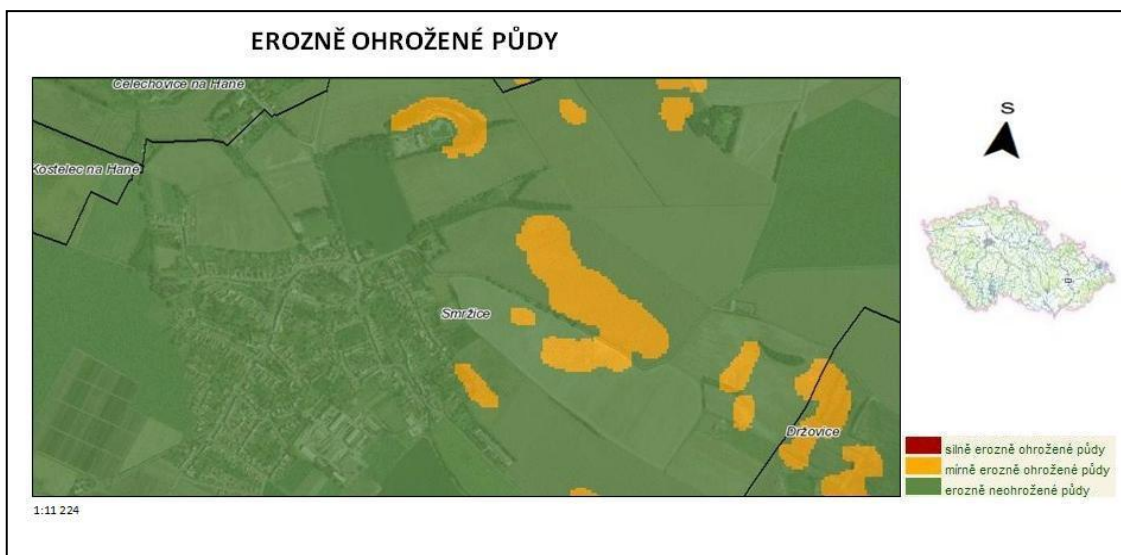 EROZNĚ OHROŽENÉ PŮDY
Čelechovice na Hané
Kostelec na Hané
Smržice
Držovice
S
silně erozně ohrožené půdy
mírně erozně ohrožené půdy
erozně neohrožené půdy
1:11 224